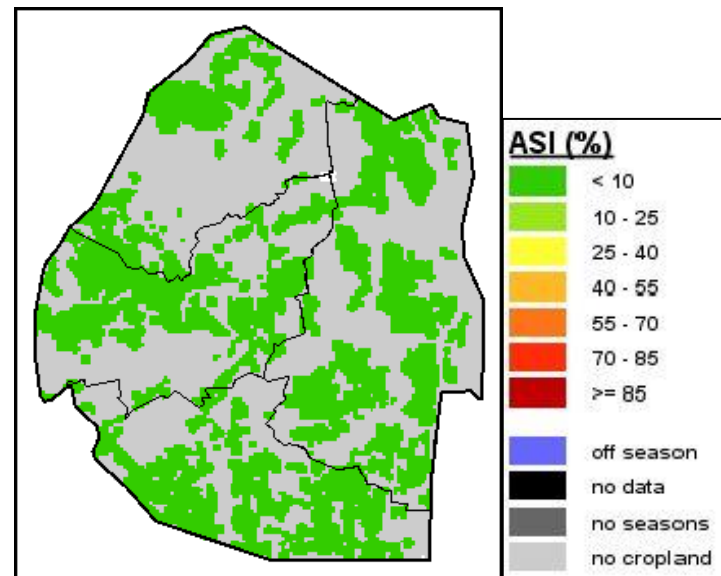 ASI (%)
< 10
10 - 25
25 - 40
40 - 55
55 - 70
70 - 85
>= 85
off season
no data
no seasons
no cropland